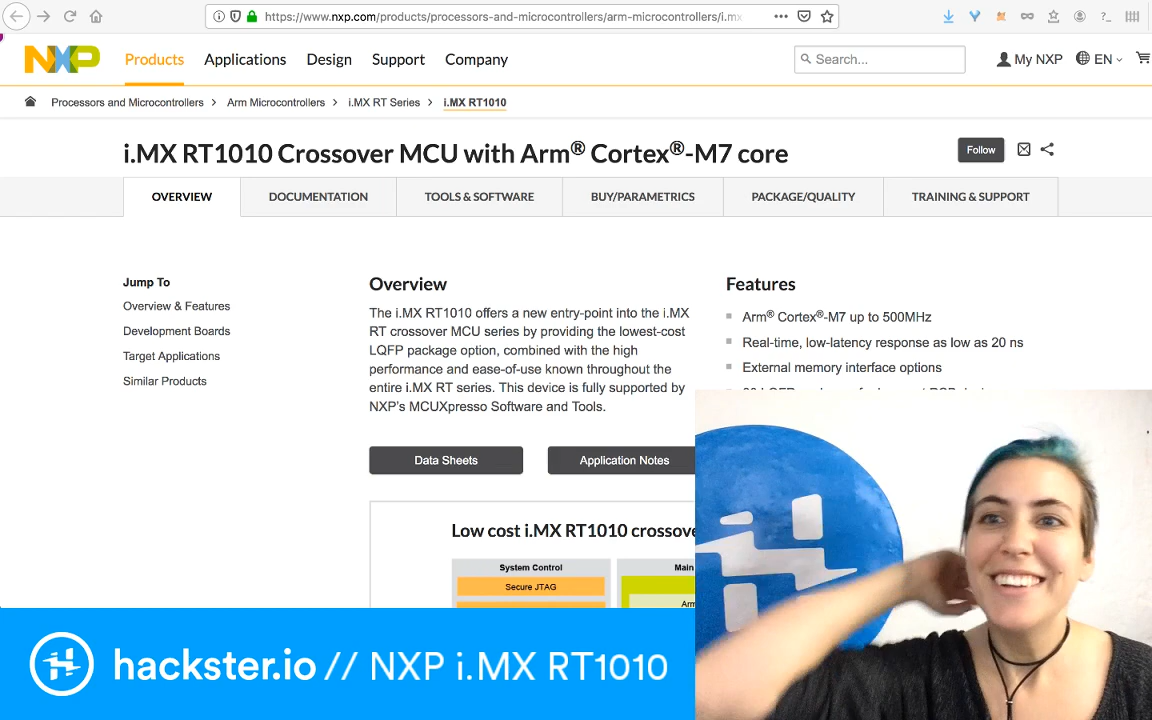 https://www.nxp.com/products/processors-and-microcontrollers/arm-microcontrollers/i.mx
NXP
Products
Applications
Design
Support
Company
Search...
My NXP
EN
Processors and Microcontrollers > Arm Microcontrollers > i.MX RT Series > i.MX RT1010
i.MX RT1010 Crossover MCU with Arm® Cortex®-M7 core
Follow
OVERVIEW
DOCUMENTATION
TOOLS & SOFTWARE
BUY/PARAMETRICS
PACKAGE/QUALITY
TRAINING & SUPPORT
Jump To
Overview & Features
Development Boards
Target Applications
Similar Products
Overview
The i.MX RT1010 offers a new entry-point into the i.MX
RT crossover MCU series by providing the lowest-cost
LQFP package option, combined with the high
performance and ease-of-use known throughout the
entire i.MX RT series. This device is fully supported by
NXP's MCUXpresso Software and Tools.
Data Sheets
Application Notes
Features
Arm® Cortex®-M7 up to 500MHz
Real-time, low-latency response as low as 20 ns
External memory interface options
Low cost i.MX RT1010 crossove
System Control
Secure JTAG
Main
Arm
hackster.io // NXP i.MX RT1010